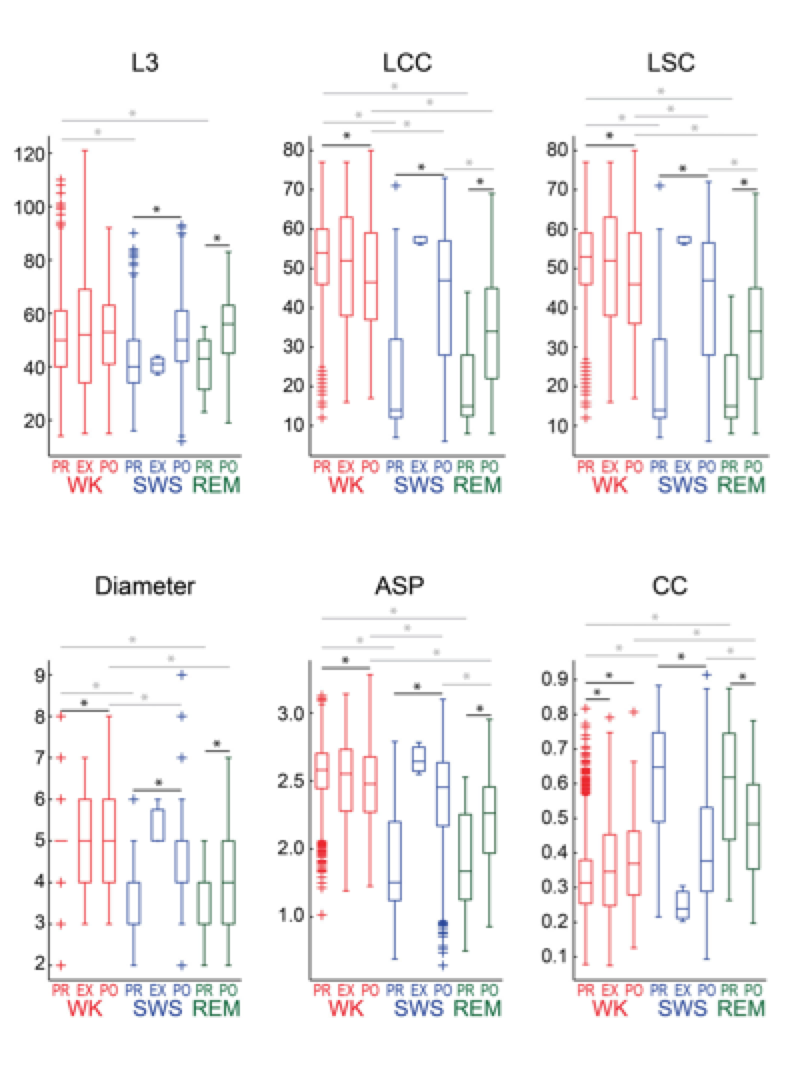 L3 LCC LSC
* * * *
120 100 80 60 40 20
80 70 60 50 40 30 20 10
80 70 60 50 40 30 20 10
PR EX PO PR EX PO PR PO
WK SWS REM
PR EX PO PR EX PO PR PO
WK SWS REM
PR EX PO PR EX PO PR PO
WK SWS REM
Diameter ASP CC
9 8 7 6 5 4 3 2
3.0 2.5 2.0 1.0
0.9 0.8 0.7 0.6 0.5 0.4 0.3 0.2 0.1
PR EX PO PR EX PO PR PO
WK SWS REM
PR EX PO PR EX PO PR PO
WK SWS REM
PR EX PO PR EX PO PR PO
WK SWS REM